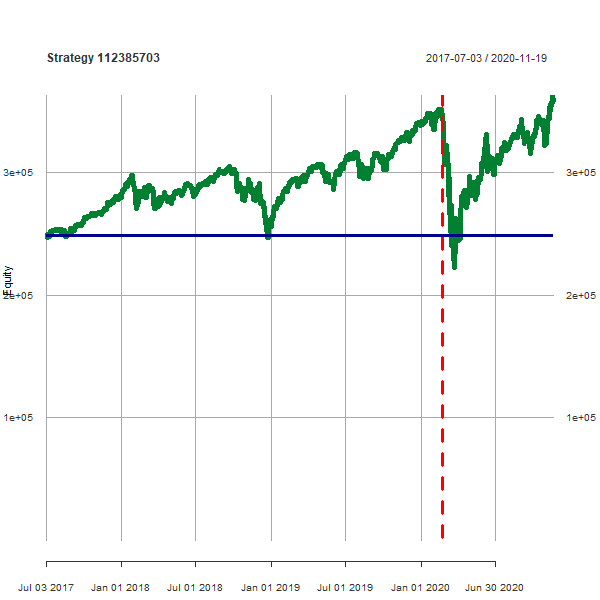 Strategy 112385703
2017-07-03 / 2020-11-19
3e+05
3e+05
Equity
2e+05
2e+05
1e+05
1e+05
Jul 03 2017
Jan 01 2018
Jul 01 2018
Jan 01 2019
Jul 01 2019
Jan 01 2020
Jun 30 2020